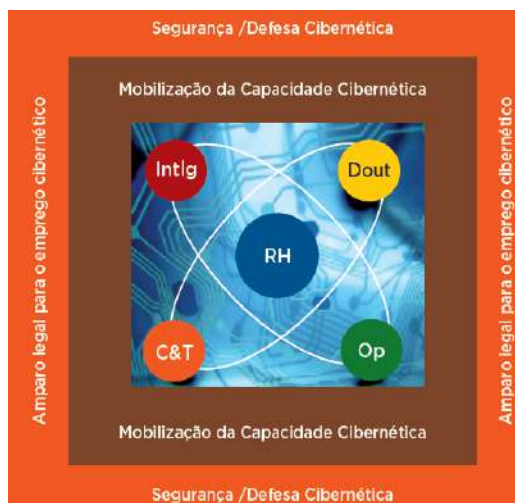 Segurança /Defesa Cibernética
Mobilização da Capacidade Cibernética
Amparo legal para o emprego cibernético
Amparo legal para o emprego cibernético
Intlg
Dout
RH
C&T
Op
Mobilização da Capacidade Cibernética
Segurança /Defesa Cibernética